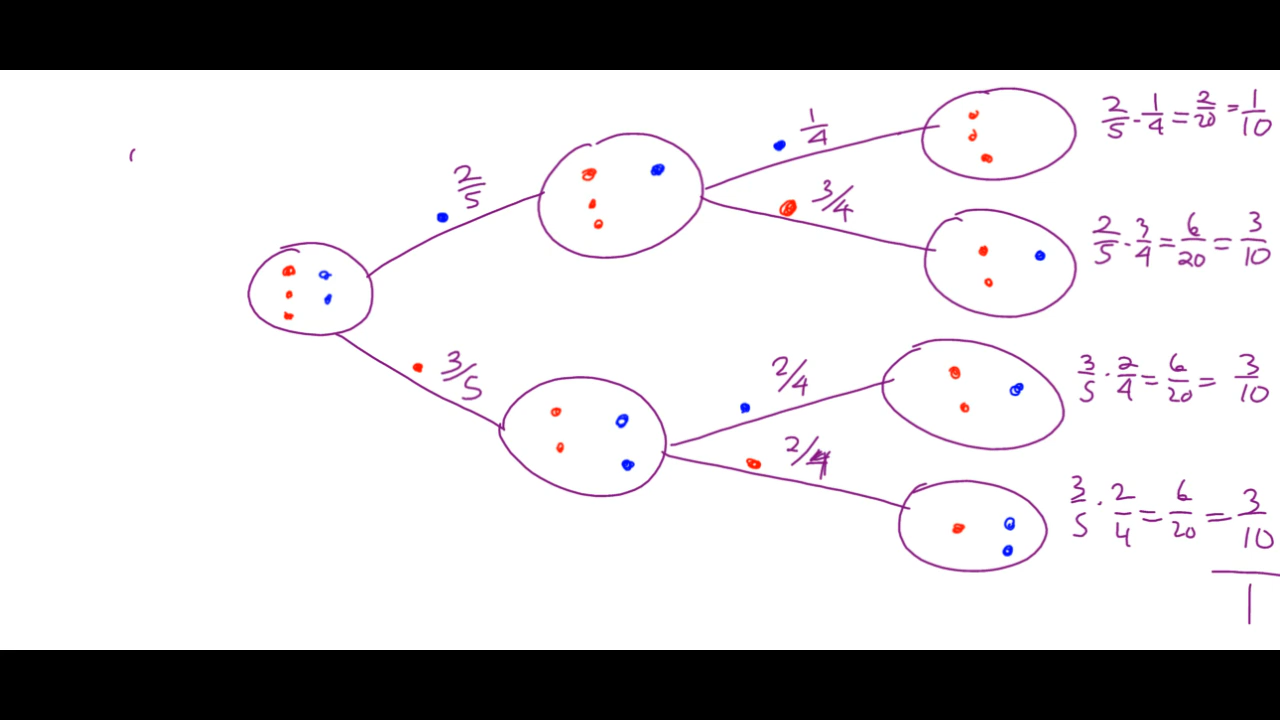 2/5 · 1/4 = 2/20 = 1/10
1/4
2/5
3/4
2/5 · 3/4 = 6/20 = 3/10
3/5
2/4
3/5 · 2/4 = 6/20 = 3/10
2/4
3/5 · 2/4 = 6/20 = 3/10
1